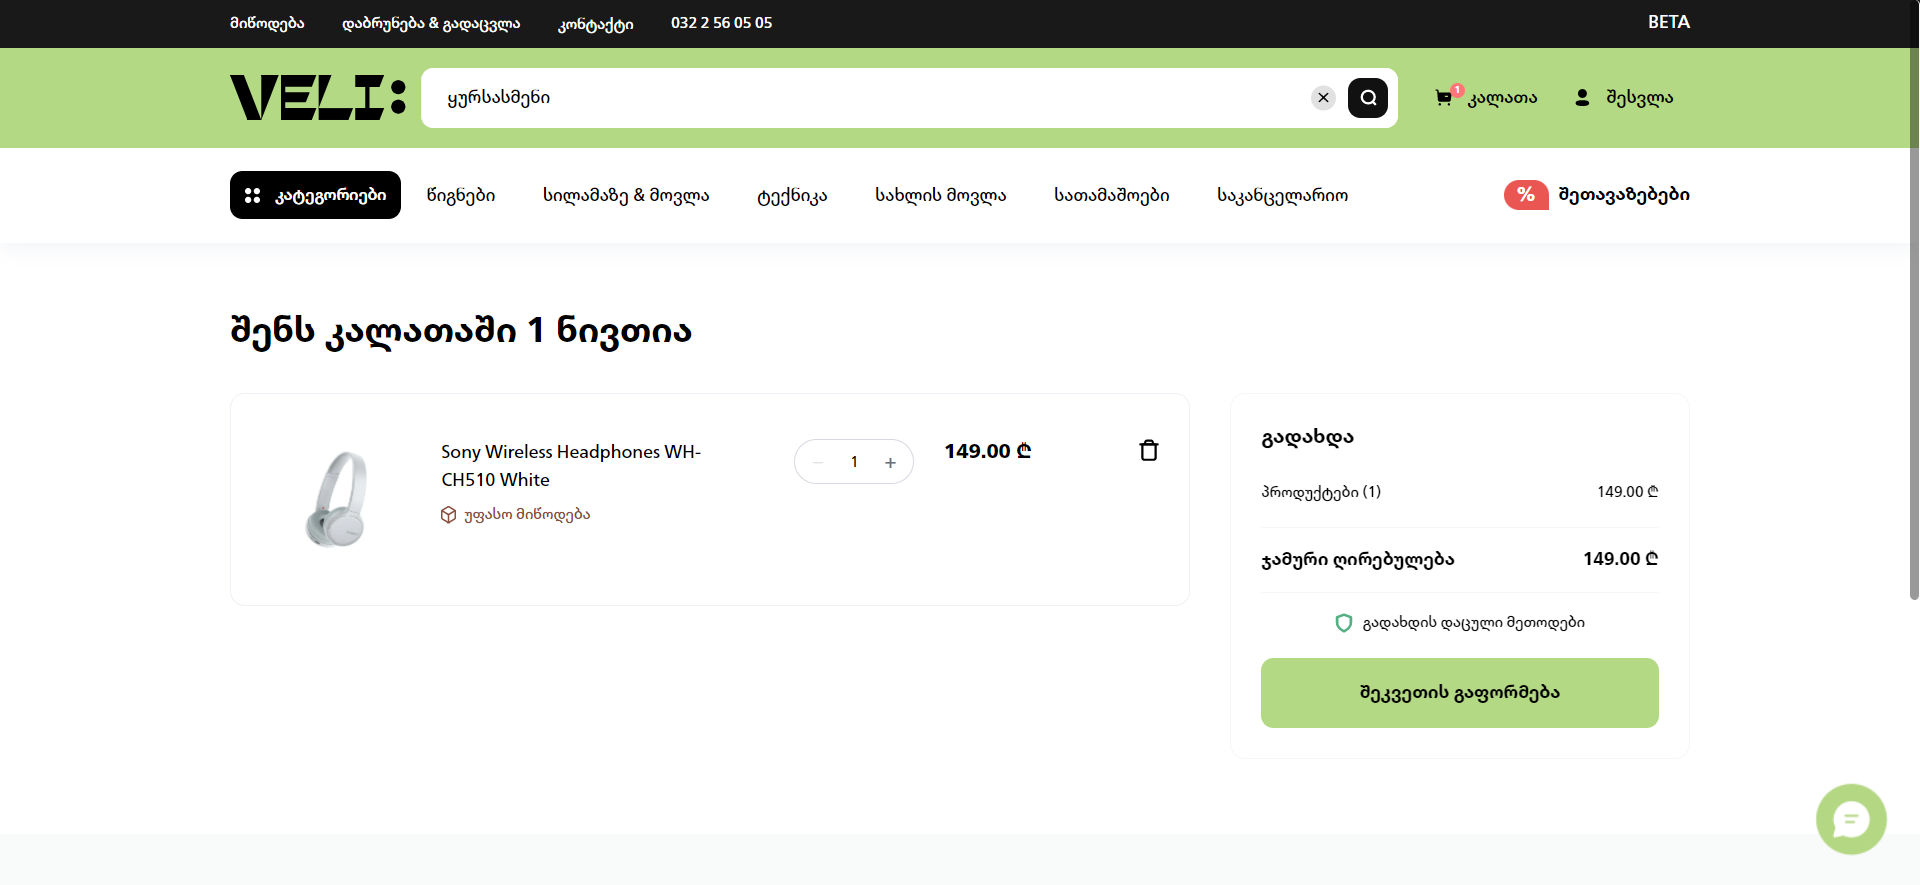 მიწოდება დაბრუნება & გადაცვლა კონტაქტი 032 2 56 05 05 BETA
VELI: ყურსასმენი 1 კალათა შესვლა
კატეგორიები წიგნები სილამაზე & მოვლა ტექნიკა სახლის მოვლა სათამაშოები საკანცელარიო % შეთავაზებები
შენს კალათაში 1 ნივთია
Sony Wireless Headphones WH-
CH510 White
უფასო მიწოდება
1
149.00 ₾
გადახდა
პროდუქტები (1) 149.00 ₾
ჯამური ღირებულება 149.00 ₾
გადახდის დაცული მეთოდები
შეკვეთის გაფორმება